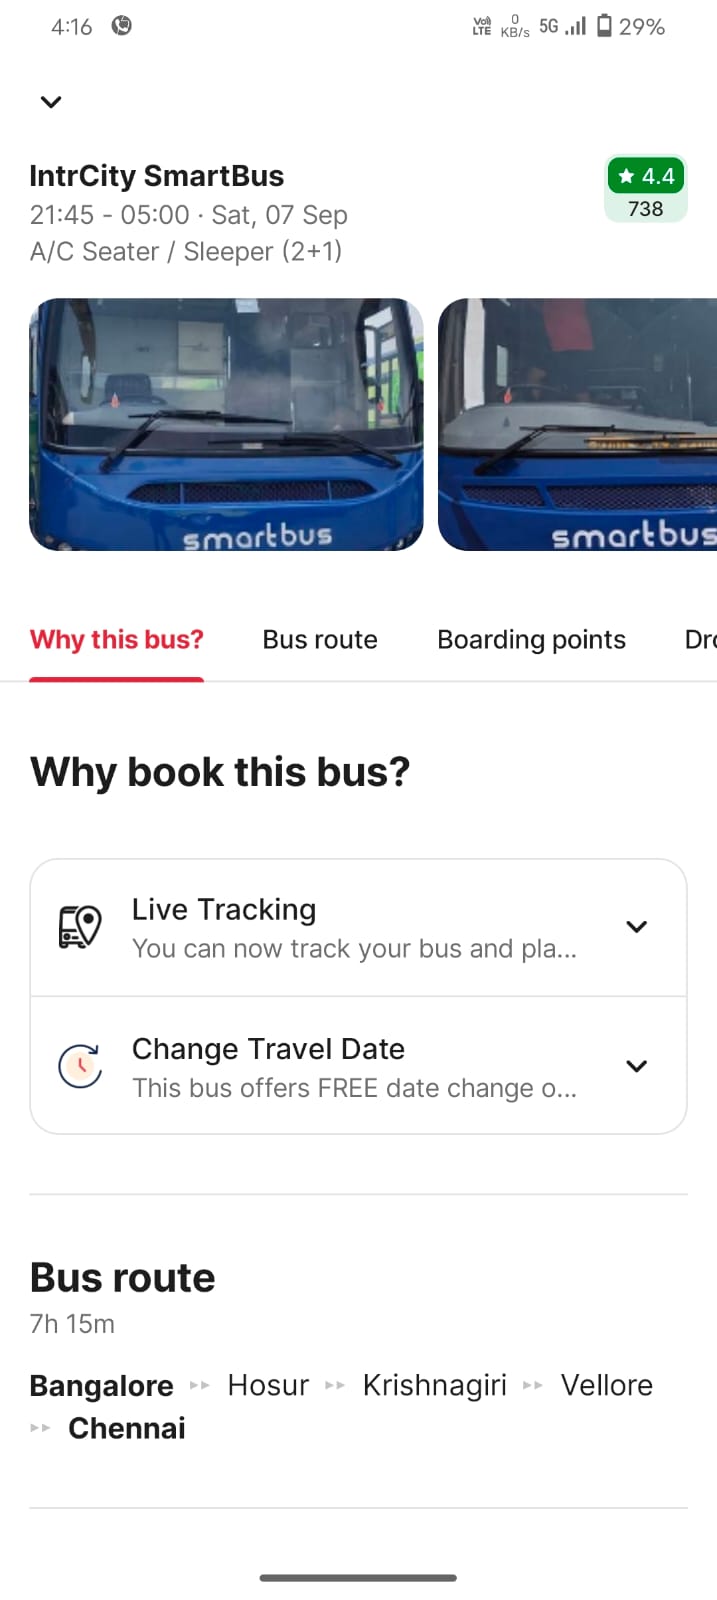 4:16
Vo)) LTE 0 KB/s 5G 29%
IntrCity SmartBus
★ 4.4
21:45 - 05:00 · Sat, 07 Sep
738
A/C Seater / Sleeper (2+1)
smartbus
smartbus
Why this bus? Bus route Boarding points Dro
Why book this bus?
Live Tracking
You can now track your bus and pla...
Change Travel Date
This bus offers FREE date change o...
Bus route
7h 15m
Bangalore Hosur Krishnagiri Vellore
Chennai